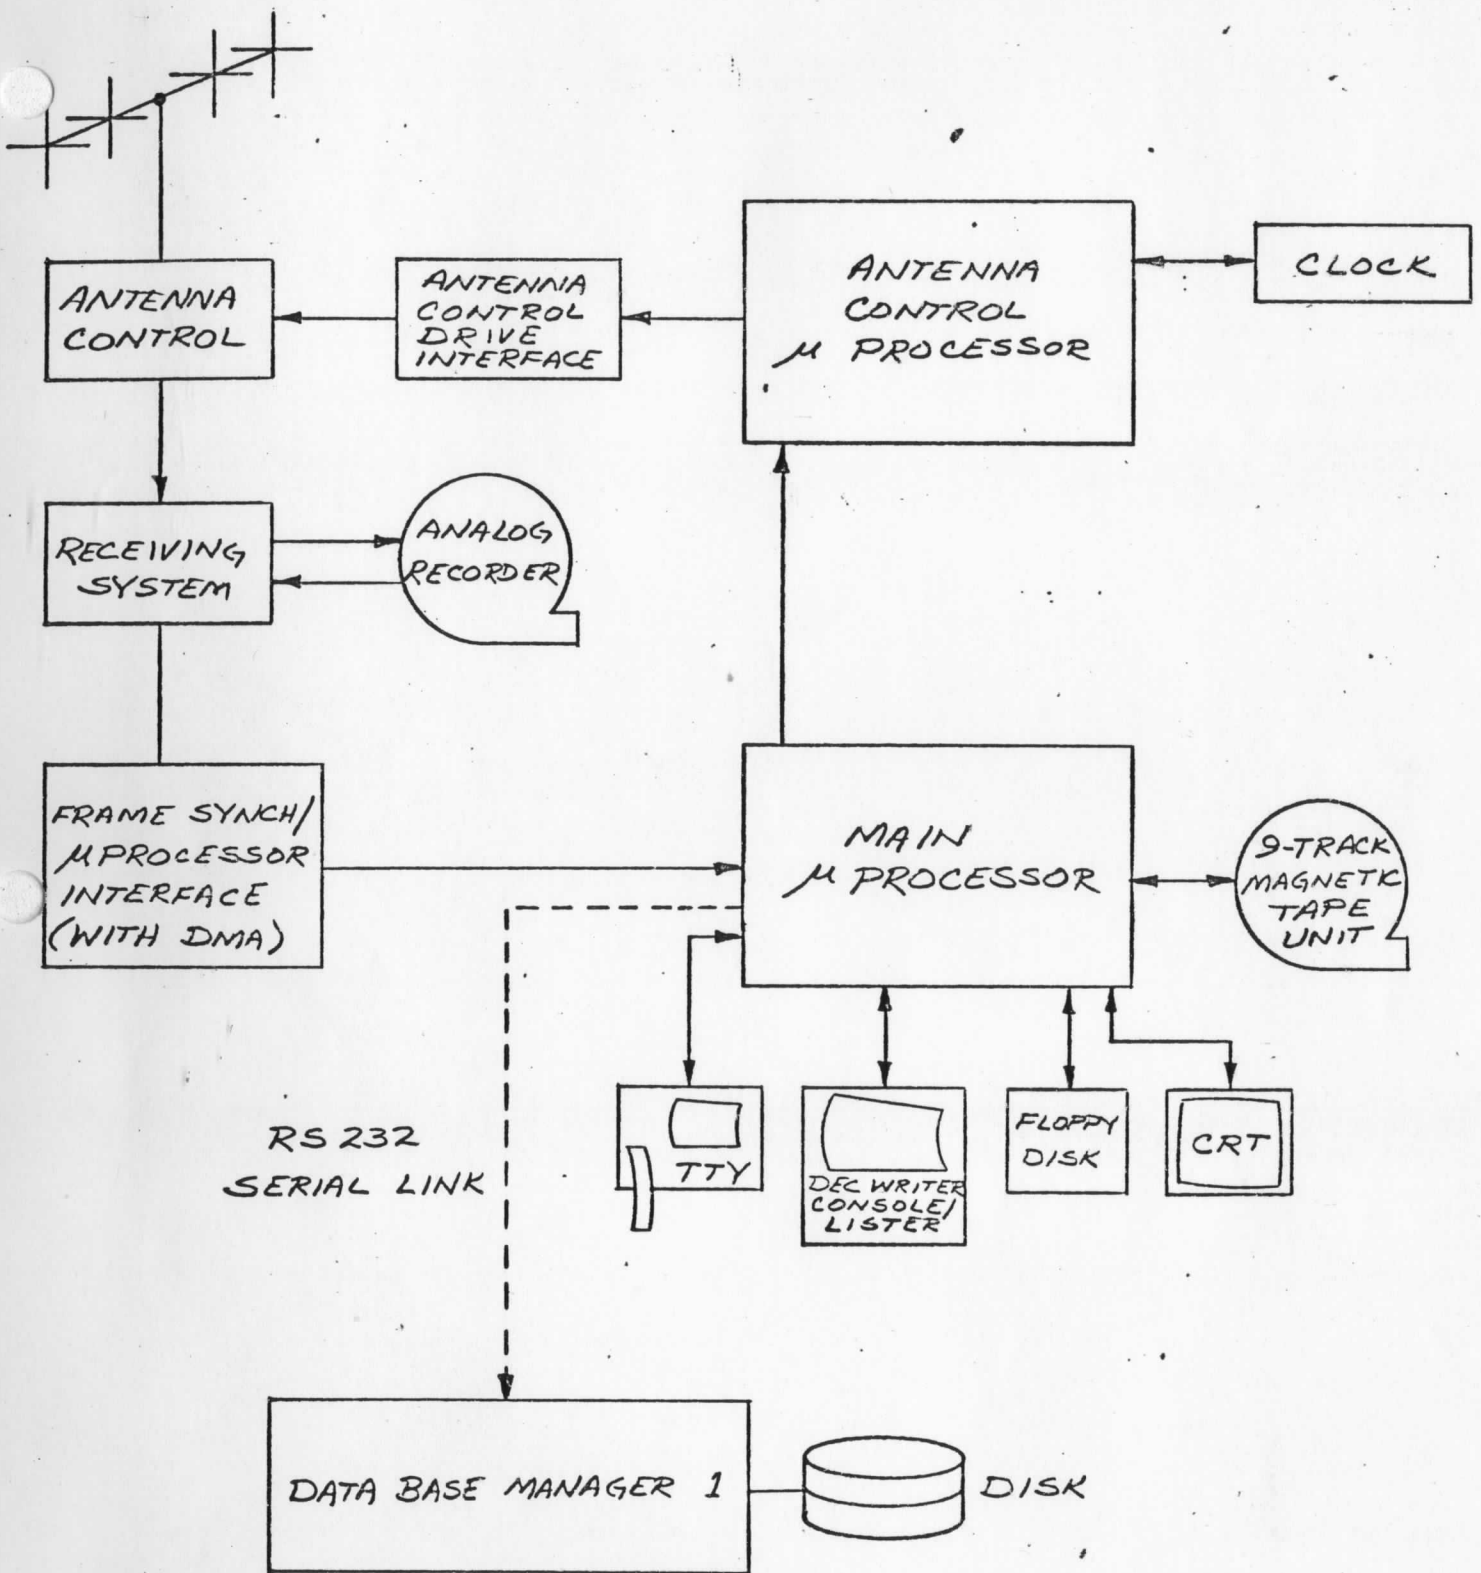 ANTENNA
CONTROL
ANTENNA
CONTROL
DRIVE
INTERFACE
ANTENNA
CONTROL
μ PROCESSOR
CLOCK
RECEIVING
SYSTEM
ANALOG
RECORDER
FRAME SYNCH/
μPROCESSOR
INTERFACE
(WITH DMA)
MAIN
μ PROCESSOR
9-TRACK
MAGNETIC
TAPE
UNIT
RS 232
SERIAL LINK
TTY
DEC WRITER
CONSOLE/
LISTER
FLOPPY
DISK
CRT
DATA BASE MANAGER 1
DISK